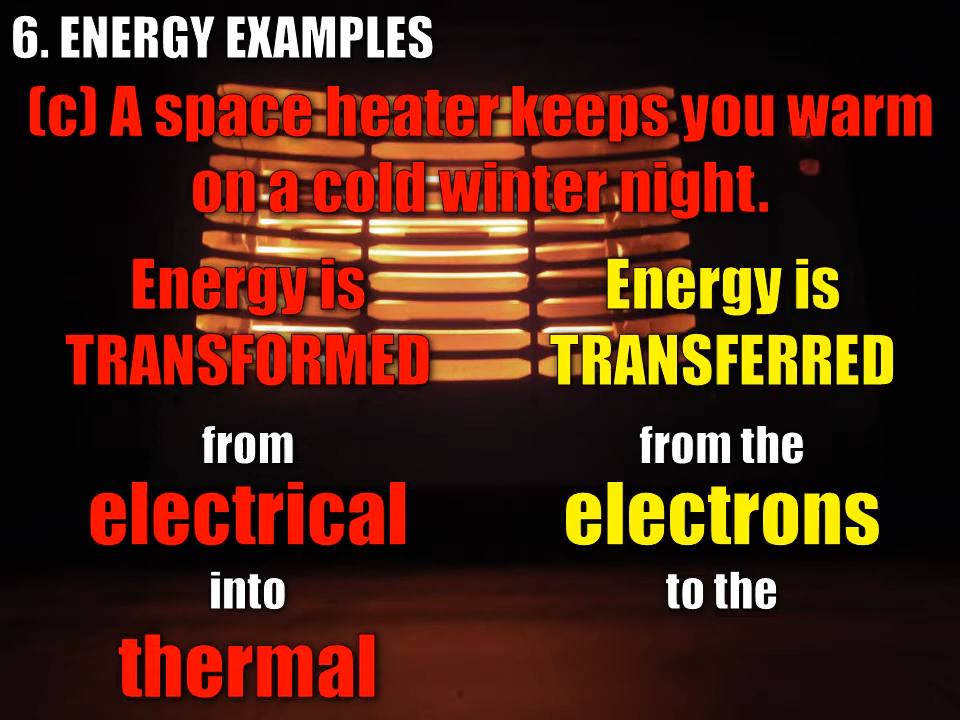 6. ENERGY EXAMPLES
(c) A space heater keeps you warm
on a cold winter night.
Energy is
TRANSFORMED
from
electrical
into
thermal
Energy is
TRANSFERRED
from the
electrons
to the